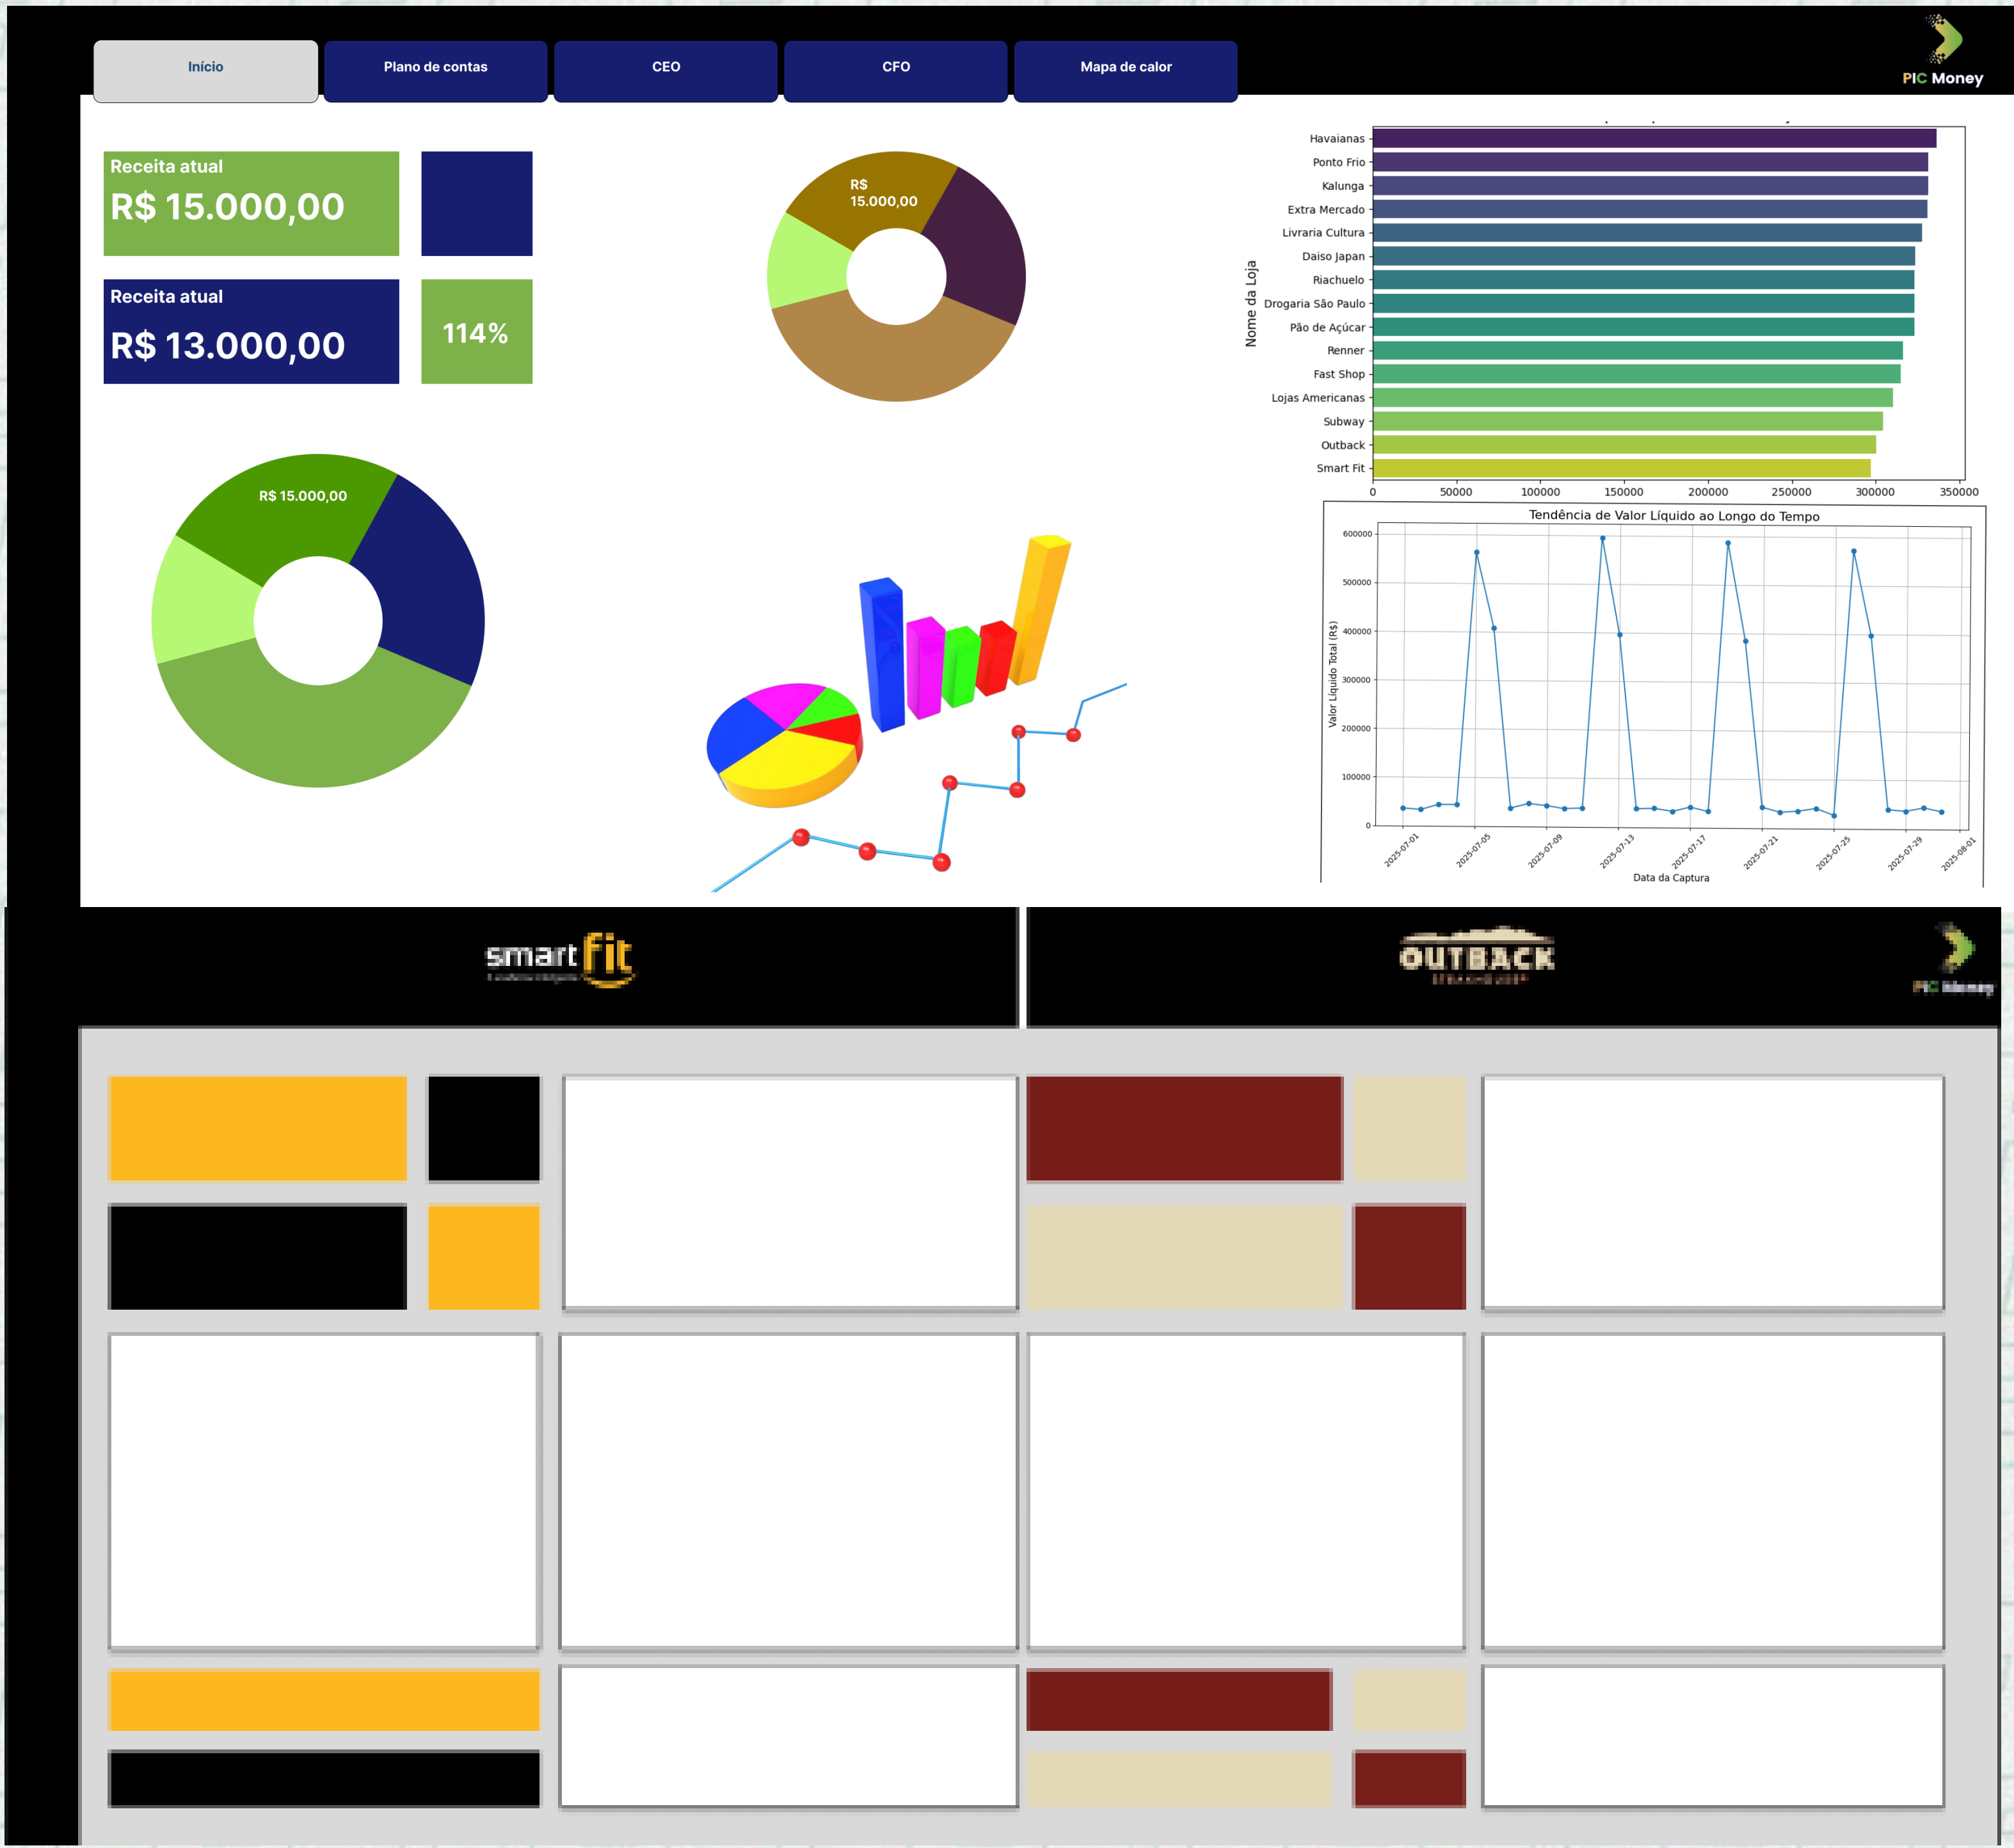 Início
Plano de contas
CEO
CFO
Mapa de calor
PIC Money
Receita atual
R$ 15.000,00
Receita atual
R$ 13.000,00
114%
R$
15.000,00
R$ 15.000,00
Nome da Loja
Havaianas
Ponto Frio
Kalunga
Extra Mercado
Livraria Cultura
Daiso Japan
Riachuelo
Drogaria São Paulo
Pão de Açúcar
Renner
Fast Shop
Lojas Americanas
Subway
Outback
Smart Fit
0 50000 100000 150000 200000 250000 300000 350000
Tendência de Valor Líquido ao Longo do Tempo
Valor Líquido Total (R$)
600000
500000
400000
300000
200000
100000
0
2025-07-01 2025-07-05 2025-07-09 2025-07-13 2025-07-17 2025-07-21 2025-07-25 2025-07-29 2025-08-01
Data da Captura
smart fit
OUTBACK
PIC Money